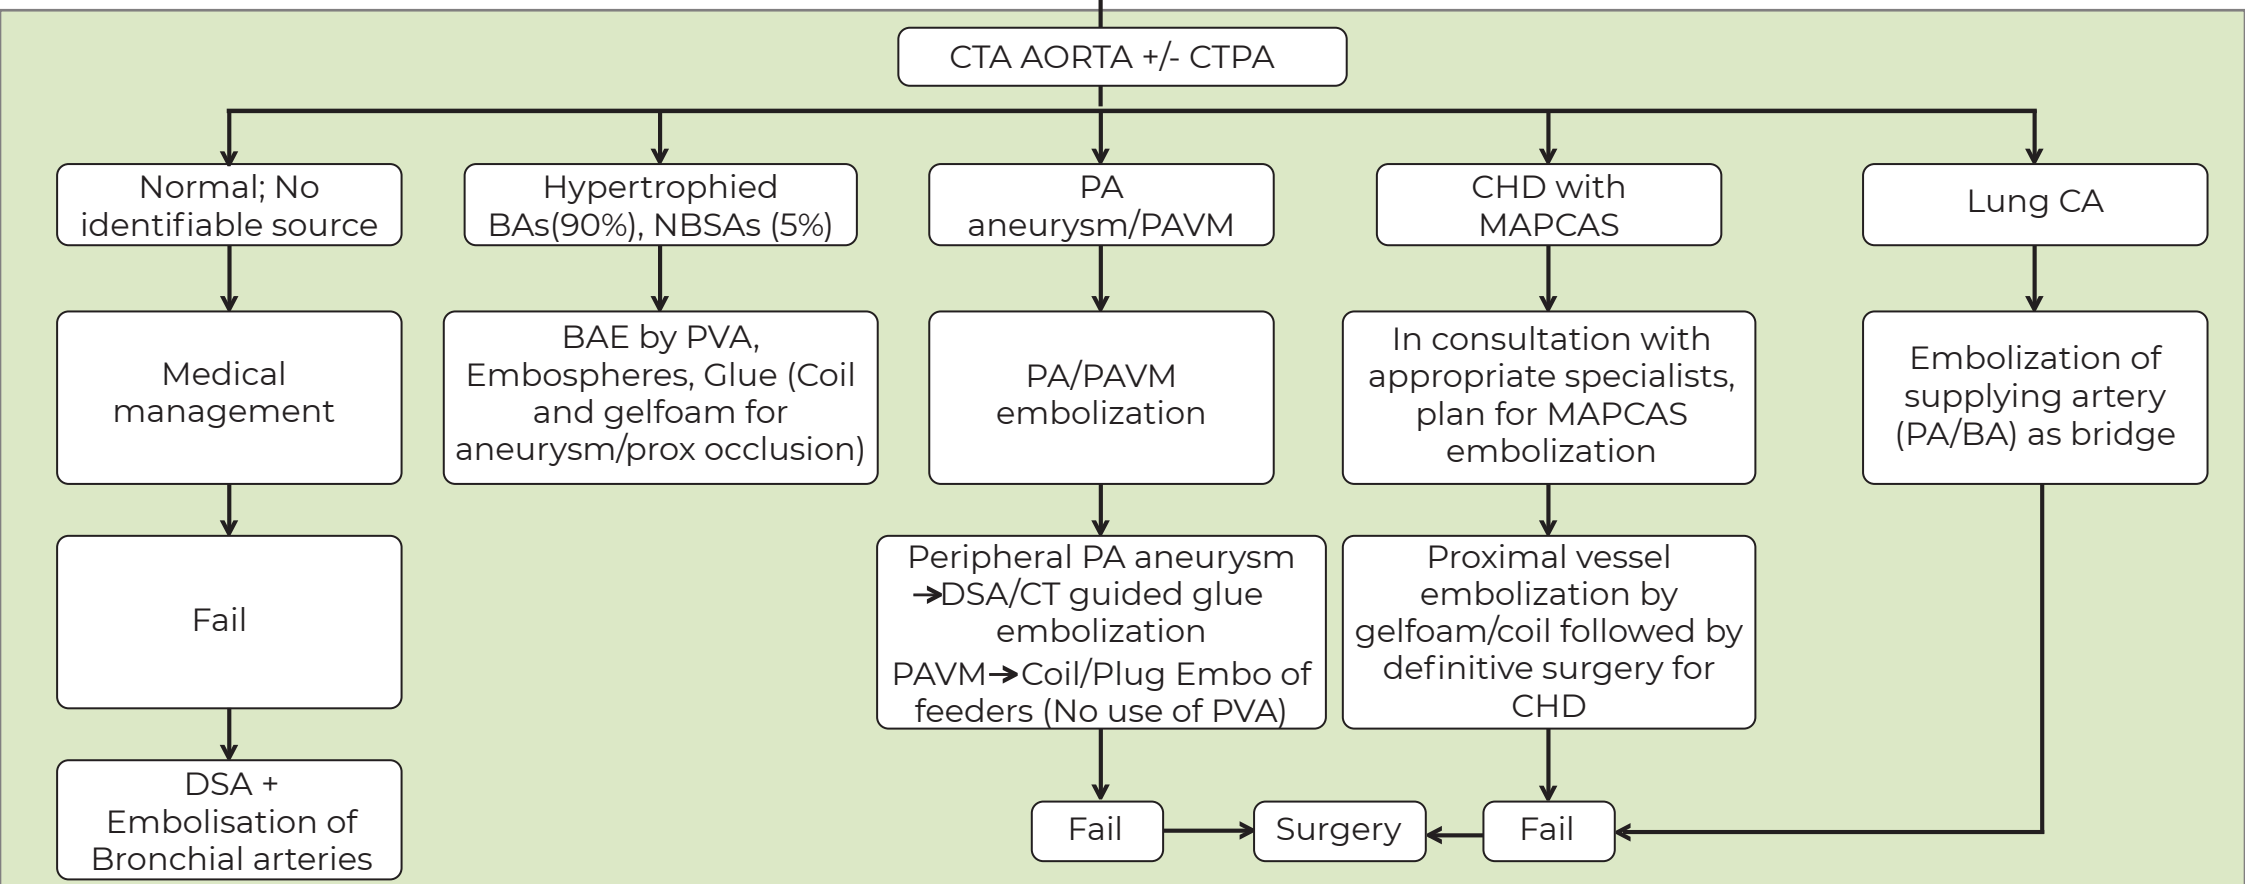 CTA AORTA +/- CTPA
Normal; No
identifiable source
Hypertrophied
BAs(90%), NBSAs (5%)
PA
aneurysm/PAVM
CHD with
MAPCAS
Lung CA
Medical
management
BAE by PVA,
Embospheres, Glue (Coil
and gelfoam for
aneurysm/prox occlusion)
PA/PAVM
embolization
In consultation with
appropriate specialists,
plan for MAPCAS
embolization
Embolization of
supplying artery
(PA/BA) as bridge
Fail
Peripheral PA aneurysm
→DSA/CT guided glue
embolization
PAVM→Coil/Plug Embo of
feeders (No use of PVA)
Proximal vessel
embolization by
gelfoam/coil followed by
definitive surgery for
CHD
DSA +
Embolisation of
Bronchial arteries
Fail
Surgery
Fail